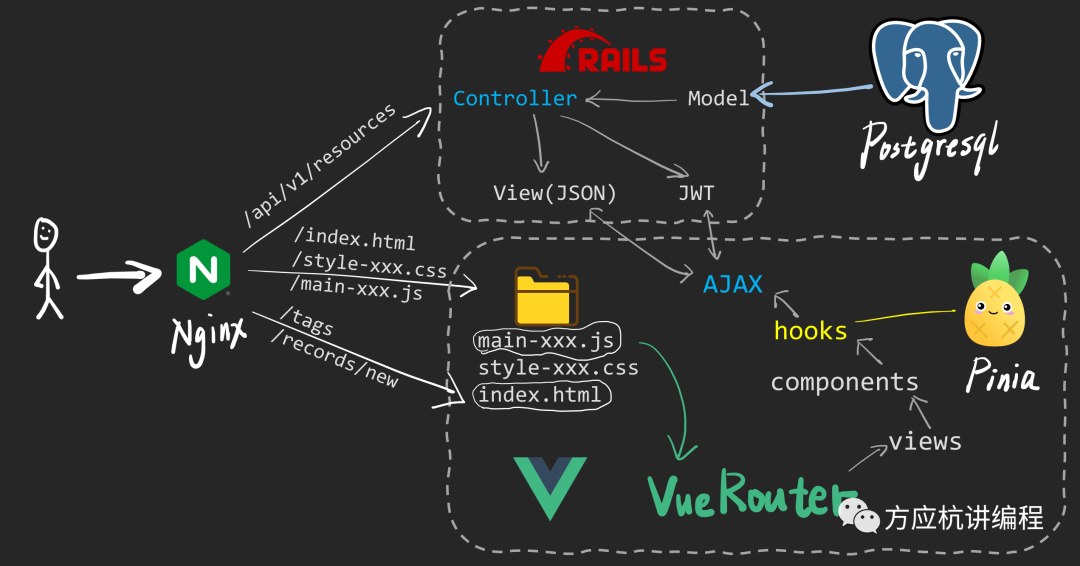 RAILS
Controller
Model
Postgresql
View(JSON)
JWT
/api/v1/resources
/index.html
/style-xxx.css
/main-xxx.js
N
Nginx
/tags
/records/new
main-xxx.js
style-xxx.css
index.html
AJAX
hooks
components
views
Pinia
VueRouter
方应杭讲编程